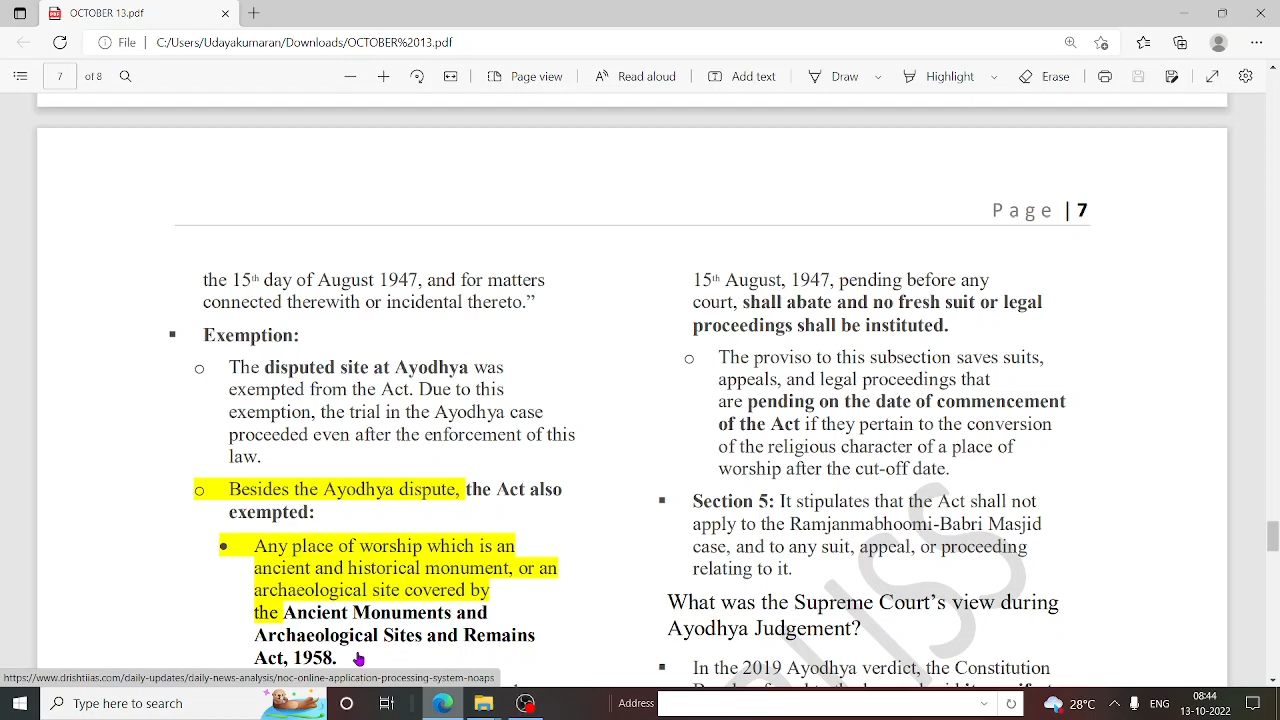 OCTOBER 13.pdf
File
C:/Users/Udayakumaran/Downloads/OCTOBER%2013.pdf
7 of 8
Page view
Read aloud
Add text
Draw
Highlight
Erase
Page |7
the 15th day of August 1947, and for matters
connected therewith or incidental thereto.”
Exemption:
The disputed site at Ayodhya was
exempted from the Act. Due to this
exemption, the trial in the Ayodhya case
proceeded even after the enforcement of this
law.
Besides the Ayodhya dispute, the Act also
exempted:
Any place of worship which is an
ancient and historical monument, or an
archaeological site covered by
the Ancient Monuments and
Archaeological Sites and Remains
Act, 1958.
15th August, 1947, pending before any
court, shall abate and no fresh suit or legal
proceedings shall be instituted.
The proviso to this subsection saves suits,
appeals, and legal proceedings that
are pending on the date of commencement
of the Act if they pertain to the conversion
of the religious character of a place of
worship after the cut-off date.
Section 5: It stipulates that the Act shall not
apply to the Ramjanmabhoomi-Babri Masjid
case, and to any suit, appeal, or proceeding
relating to it.
What was the Supreme Court’s view during
Ayodhya Judgement?
In the 2019 Ayodhya verdict, the Constitution
https://www.drishtiias.com/daily-updates/daily-news-analysis/noc-online-application-processing-system-noaps
Type here to search
Address
28°C
ENG
08:44
13-10-2022